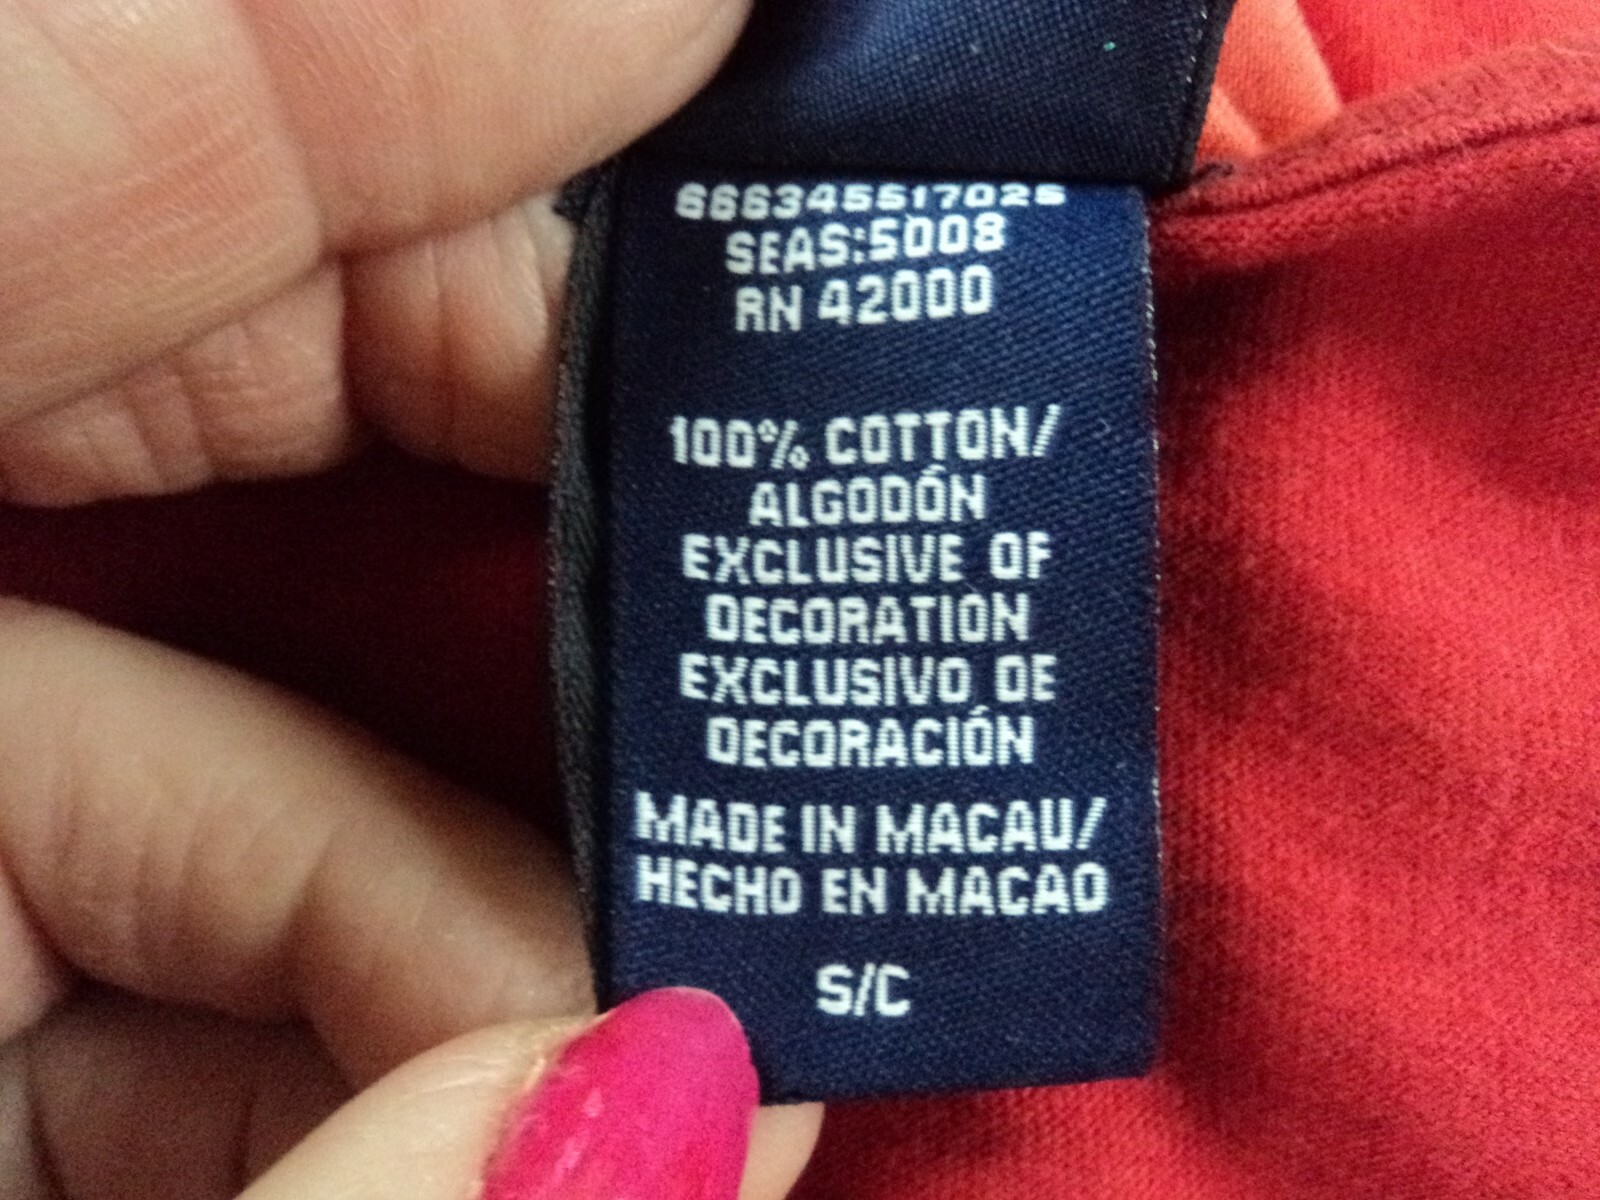 SEAS:5008
RN 42000
100% COTTON/
ALGODÓN
EXCLUSIVE OF
DECORATION
EXCLUSIVO DE
DECORACIÓN
MADE IN MACAU/
HECHO EN MACAO
S/C